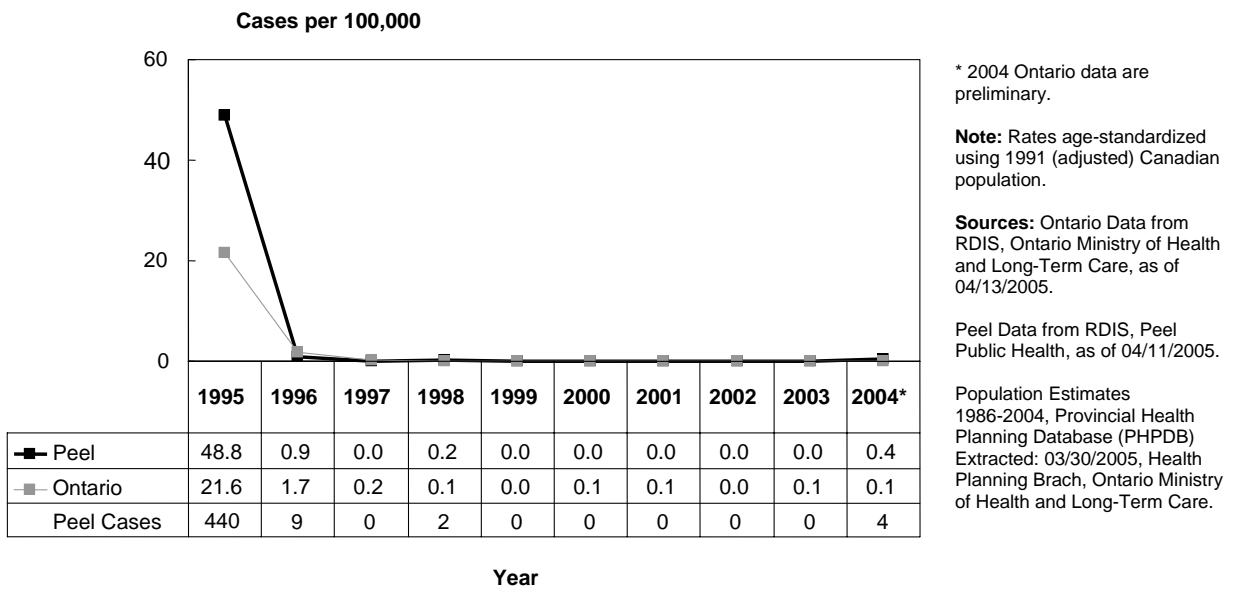 Cases per 100,000
60
40
20
0
1995 1996 1997 1998 1999 2000 2001 2002 2003 2004*
Peel 48.8 0.9 0.0 0.2 0.0 0.0 0.0 0.0 0.0 0.4
Ontario 21.6 1.7 0.2 0.1 0.0 0.1 0.1 0.0 0.1 0.1
Peel Cases 440 9 0 2 0 0 0 0 0 4
Year
* 2004 Ontario data are
preliminary.
Note: Rates age-standardized
using 1991 (adjusted) Canadian
population.
Sources: Ontario Data from
RDIS, Ontario Ministry of Health
and Long-Term Care, as of
04/13/2005.
Peel Data from RDIS, Peel
Public Health, as of 04/11/2005.
Population Estimates
1986-2004, Provincial Health
Planning Database (PHPDB)
Extracted: 03/30/2005, Health
Planning Brach, Ontario Ministry
of Health and Long-Term Care.